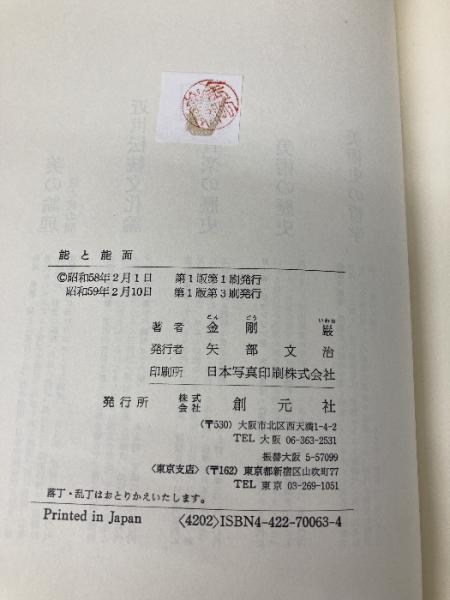 能と能面
©昭和58年2月1日 第1版第1刷発行
昭和59年2月10日 第1版第3刷発行
著者 金剛巌
こんごう いわお
発行者 矢部文治
印刷所 日本写真印刷株式会社
発行所 株式会社 創元社
(〒530) 大阪市北区西天満1-4-2
TEL 大阪 06-363-2531
振替大阪 5-57099
〈東京支店〉(〒162) 東京都新宿区山吹町77
TEL 東京 03-269-1051
落丁・乱丁はおとりかえいたします。
Printed in Japan 〈4202〉ISBN4-422-70063-4